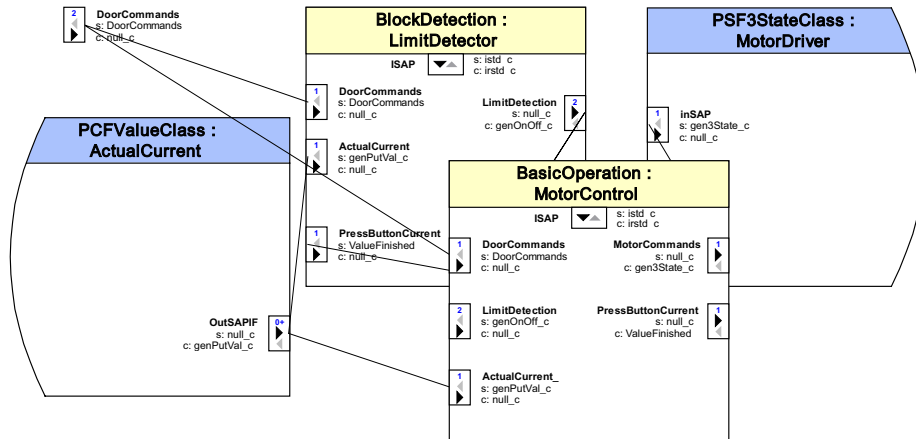 DoorCommands
2
s: DoorCommands
c: null_c
BlockDetection :
LimitDetector
ISAP
s: istd_c
c: irstd_c
DoorCommands
1
s: DoorCommands
c: null_c
LimitDetection
2
s: null_c
c: genOnOff_c
ActualCurrent
1
s: genPutVal_c
c: null_c
PressButtonCurrent
1
s: ValueFinished
c: null_c
PSF3StateClass :
MotorDriver
inSAP
1
s: gen3State_c
c: null_c
PCFValueClass :
ActualCurrent
OutSAPIF
0+
s: null_c
c: genPutVal_c
BasicOperation :
MotorControl
ISAP
s: istd_c
c: irstd_c
DoorCommands
1
s: DoorCommands
c: null_c
MotorCommands
1
s: null_c
c: gen3State_c
LimitDetection
2
s: genOnOff_c
c: null_c
PressButtonCurrent
1
s: null_c
c: ValueFinished
ActualCurrent_
1
s: genPutVal_c
c: null_c